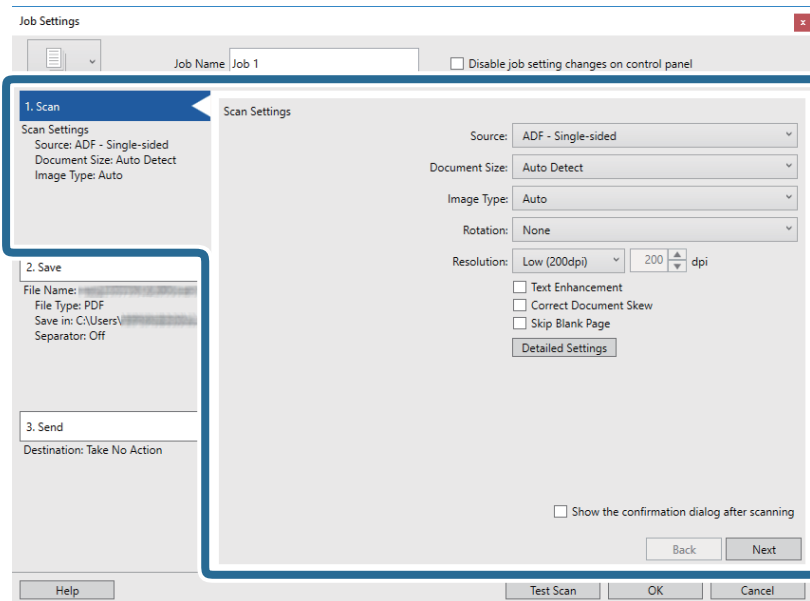 Job Settings
x
Job Name Job 1
Disable job setting changes on control panel
1. Scan
Scan Settings
Source: ADF - Single-sided
Document Size: Auto Detect
Image Type: Auto
2. Save
File Name:
File Type: PDF
Save in: C:\Users\
Separator: Off
3. Send
Destination: Take No Action
Scan Settings
Source: ADF - Single-sided
Document Size: Auto Detect
Image Type: Auto
Rotation: None
Resolution: Low (200dpi) 200 dpi
Text Enhancement
Correct Document Skew
Skip Blank Page
Detailed Settings
Show the confirmation dialog after scanning
Back Next
Help Test Scan OK Cancel